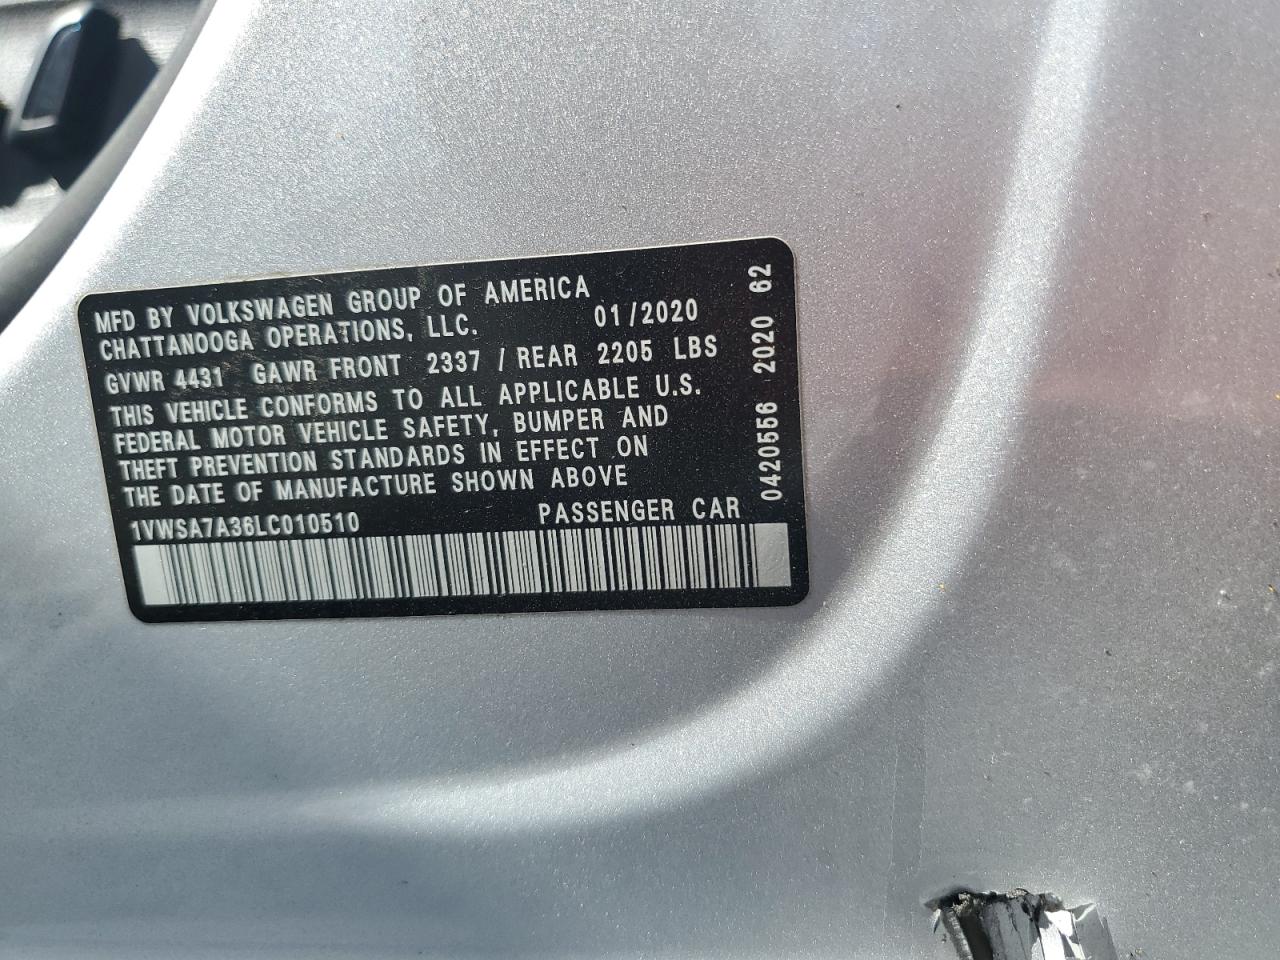 MFD BY VOLKSWAGEN GROUP OF AMERICA
CHATTANOOGA OPERATIONS, LLC. 01/2020
GVWR 4431 GAWR FRONT 2337 / REAR 2205 LBS
THIS VEHICLE CONFORMS TO ALL APPLICABLE U.S.
FEDERAL MOTOR VEHICLE SAFETY, BUMPER AND
THEFT PREVENTION STANDARDS IN EFFECT ON
THE DATE OF MANUFACTURE SHOWN ABOVE
1VWSA7A36LC010510 PASSENGER CAR
0420556 2020 62